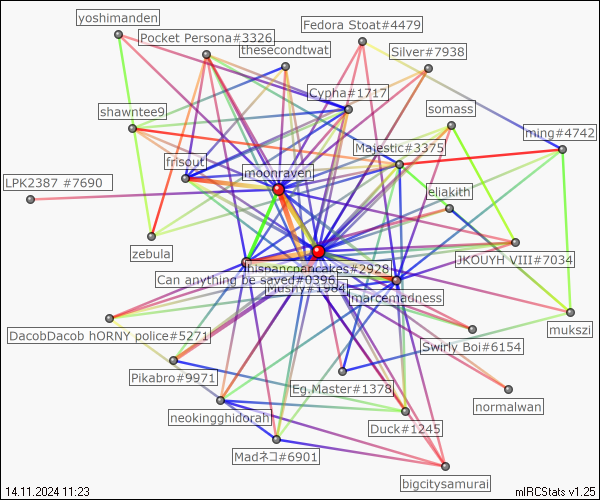 yoshimanden
Fedora Stoat#4479
Pocket Persona#3326
thesecondtwat
Silver#7938
Cypha#1717
shawntee9
somass
ming#4742
Majestic#3375
frisout
moonraven
LPK2387 #7690
eliakith
zebula
JKOUYH VIII#7034
hispanicpancakes#2928
Can anything be saved#0396
Mushy#1984
marcemadness
mukszi
DacobDacob hORNY police#5271
Swirly Boi#6154
Pikabro#9971
Eg.Master#1378
normalwan
neokingghidorah
Duck#1245
Madネコ#6901
bigcitysamurai
14.11.2024 11:23
mIRCStats v1.25